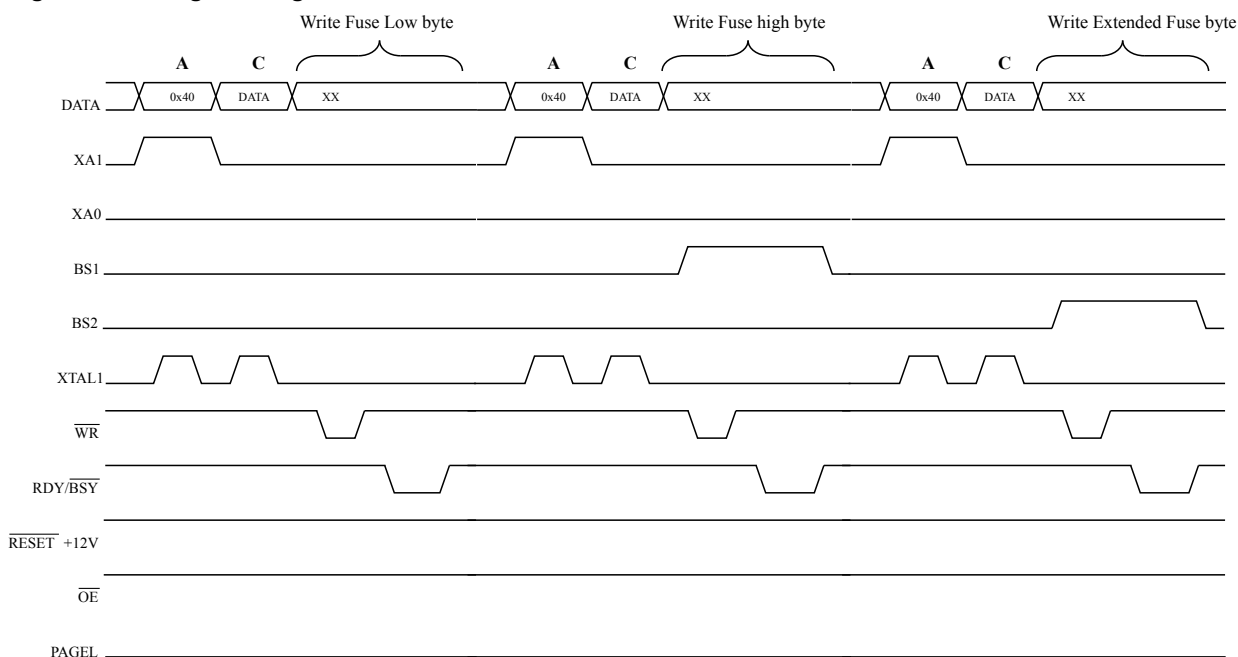 Write Fuse Low byte Write Fuse high byte Write Extended Fuse byte
A C A C A C
DATA 0x40 DATA XX 0x40 DATA XX 0x40 DATA XX
XA1
XA0
BS1
BS2
XTAL1
WR
RDY/BSY
RESET +12V
OE
PAGEL